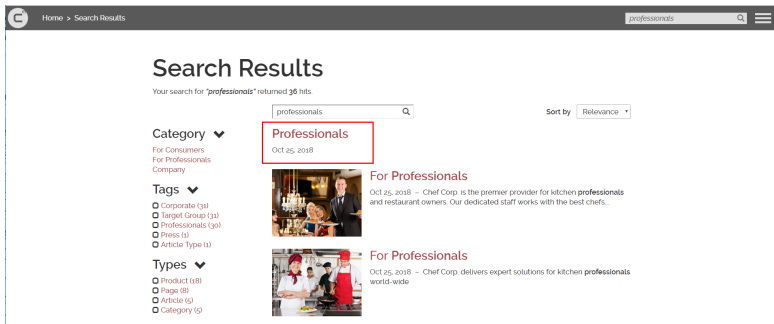 Home > Search Results
professionals
Search Results
Your search for "professionals" returned 36 hits.
professionals
Sort by Relevance
Category
For Consumers
For Professionals
Company
Tags
Corporate (31)
Target Group (31)
Professionals (30)
Press (1)
Article Type (1)
Types
Product (18)
Page (8)
Article (5)
Category (5)
Professionals
Oct 25, 2018
For Professionals
Oct 25, 2018 – Chef Corp. is the premier provider for kitchen professionals
and restaurant owners. Our dedicated staff works with the best chefs...
For Professionals
Oct 25, 2018 – Chef Corp. delivers expert solutions for kitchen professionals
world-wide